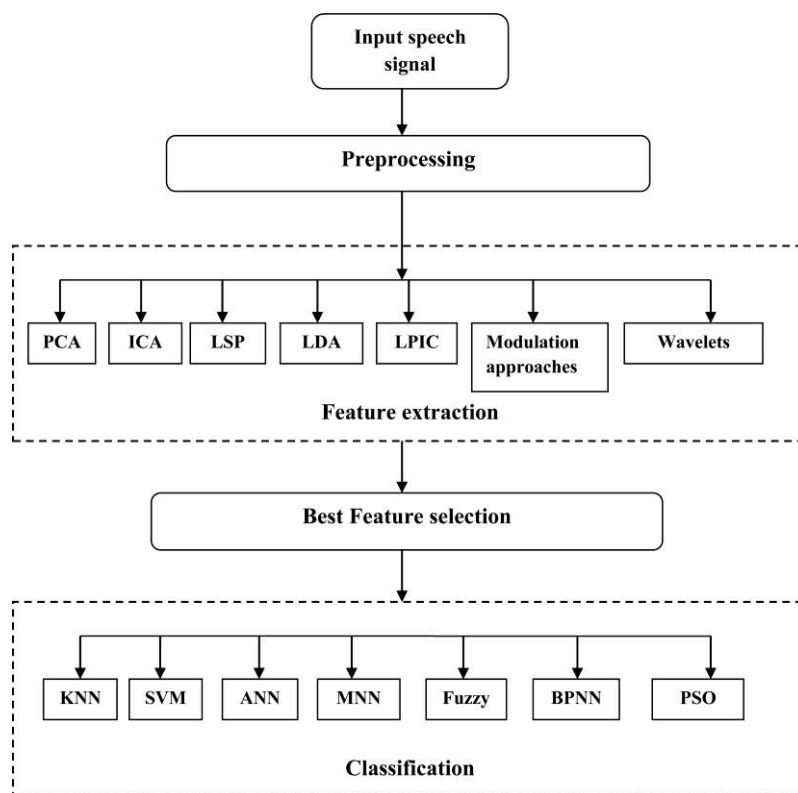 Input speech
signal
Preprocessing
PCA ICA LSP LDA LPIC Modulation
approaches
Wavelets
Feature extraction
Best Feature selection
KNN SVM ANN MNN Fuzzy BPNN PSO
Classification